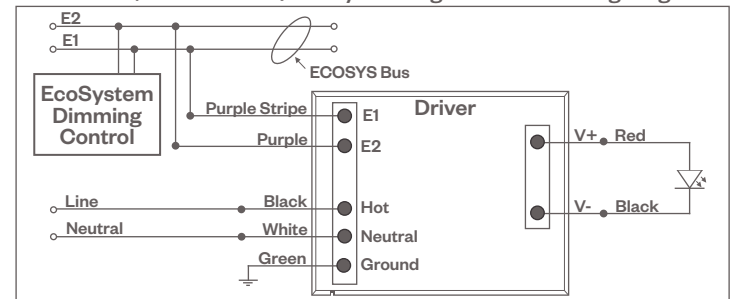 E2
E1
ECOSYS Bus
EcoSystem
Dimming
Control
Purple Stripe
E1
Driver
Purple
E2
V+
Red
Line
Black
Hot
V-
Black
Neutral
White
Neutral
Green
Ground